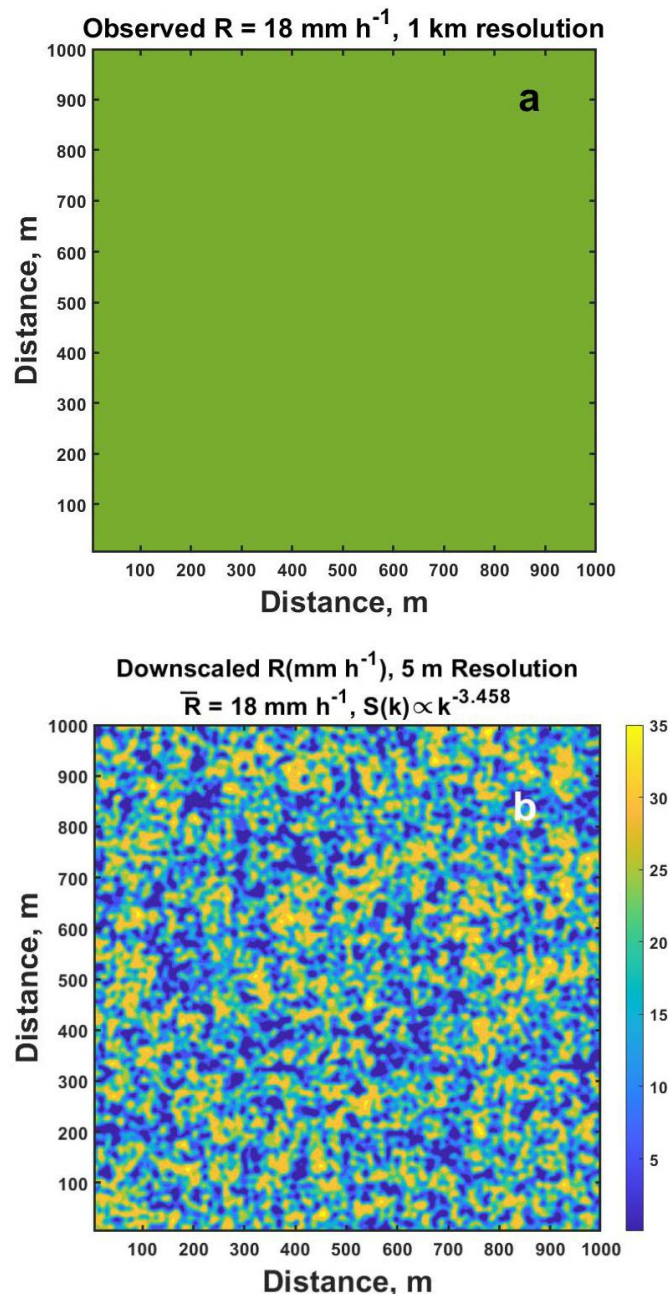 Observed R = 18 mm h⁻¹, 1 km resolution
a
1000
900
800
700
600
500
400
300
200
100
Distance, m
100 200 300 400 500 600 700 800 900 1000
Distance, m
Downscaled R(mm h⁻¹), 5 m Resolution
R̅ = 18 mm h⁻¹, S(k)∝k⁻³·⁴⁵⁸
b
1000
900
800
700
600
500
400
300
200
100
Distance, m
35
30
25
20
15
10
5
100 200 300 400 500 600 700 800 900 1000
Distance, m